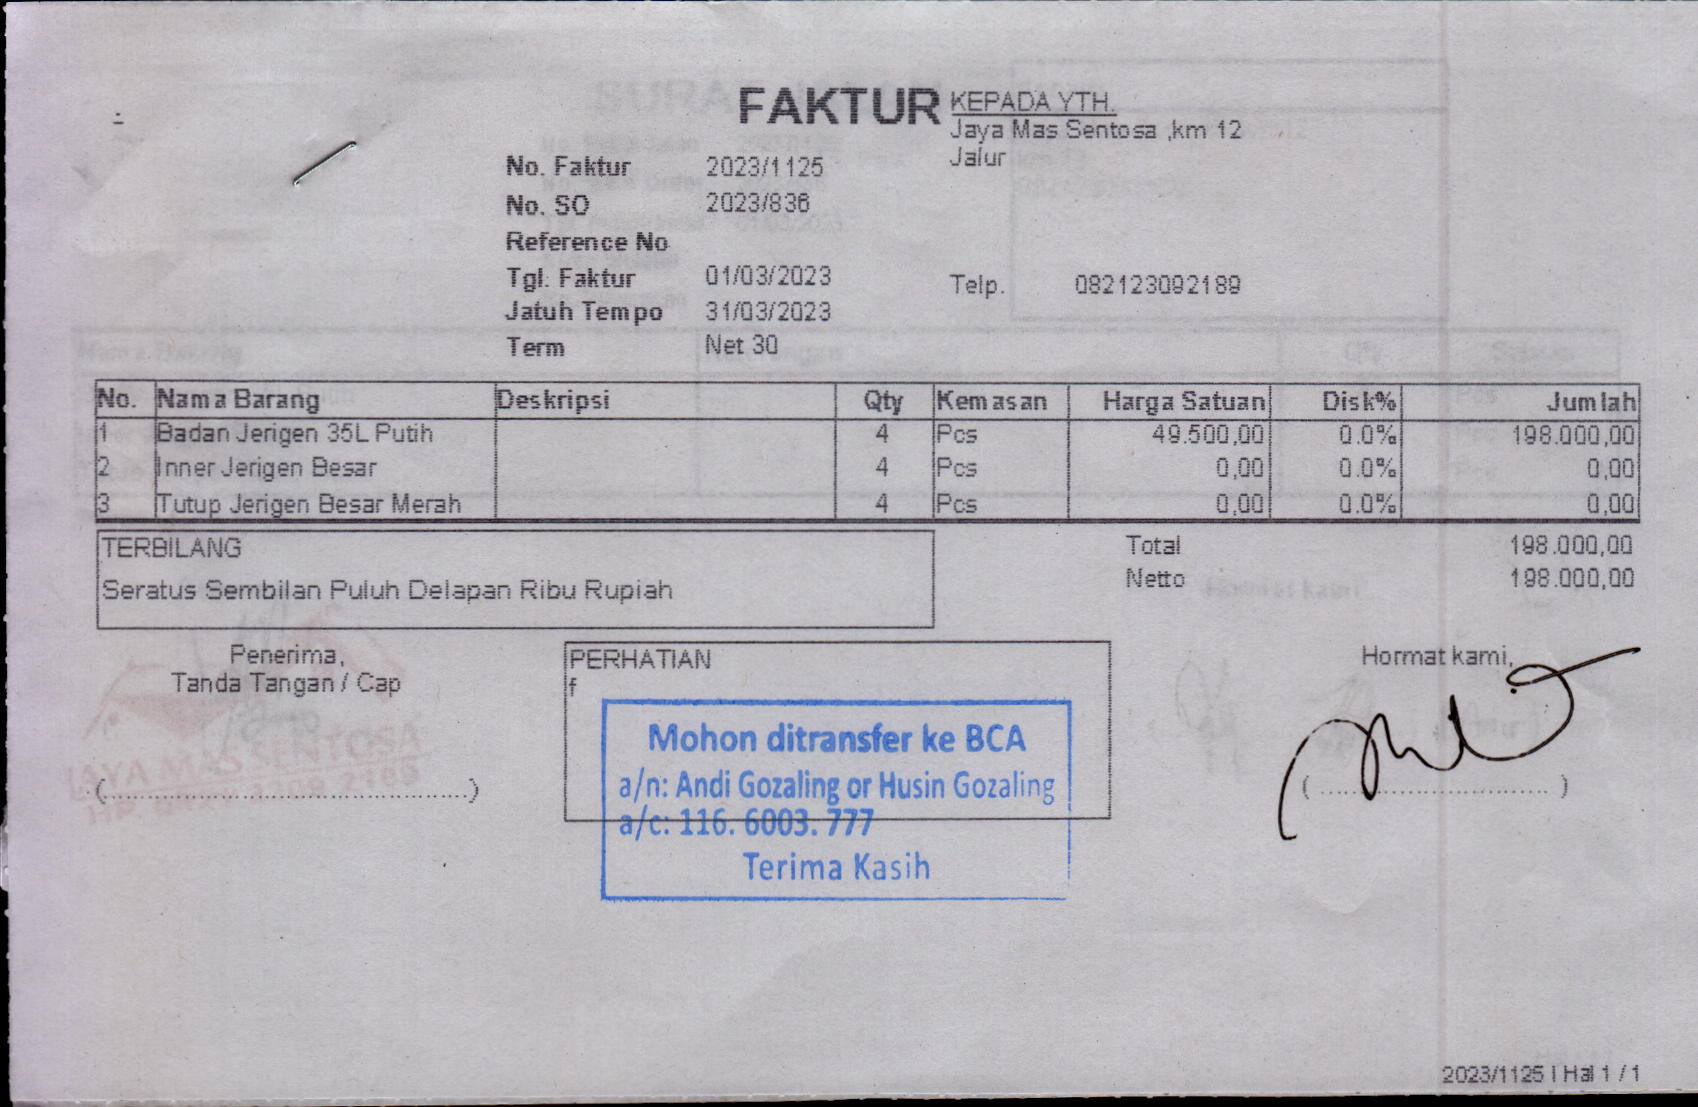 FAKTUR
KEPADA YTH.
Jaya Mas Sentosa ,km 12
Jalur
No. Faktur 2023/1125
No. SO 2023/836
Reference No
Tgl. Faktur 01/03/2023
Telp. 082123092189
Jatuh Tempo 31/03/2023
Term Net 30
No. Nama Barang Deskripsi Qty Kemasan Harga Satuan Disk% Jumlah
1 Badan Jerigen 35L Putih 4 Pcs 49.500,00 0.0% 198.000,00
2 Inner Jerigen Besar 4 Pcs 0,00 0.0% 0,00
3 Tutup Jerigen Besar Merah 4 Pcs 0,00 0.0% 0,00
TERBILANG
Seratus Sembilan Puluh Delapan Ribu Rupiah
Total 198.000,00
Netto 198.000,00
Penerima,
Tanda Tangan / Cap
JAYA MAS SENTOSA
(..............................................)
PERHATIAN
f
Mohon ditransfer ke BCA
a/n: Andi Gozaling or Husin Gozaling
a/c: 116. 6003. 777
Terima Kasih
Hormat kami,
( ................................ )
2023/1125 | Hal 1 / 1